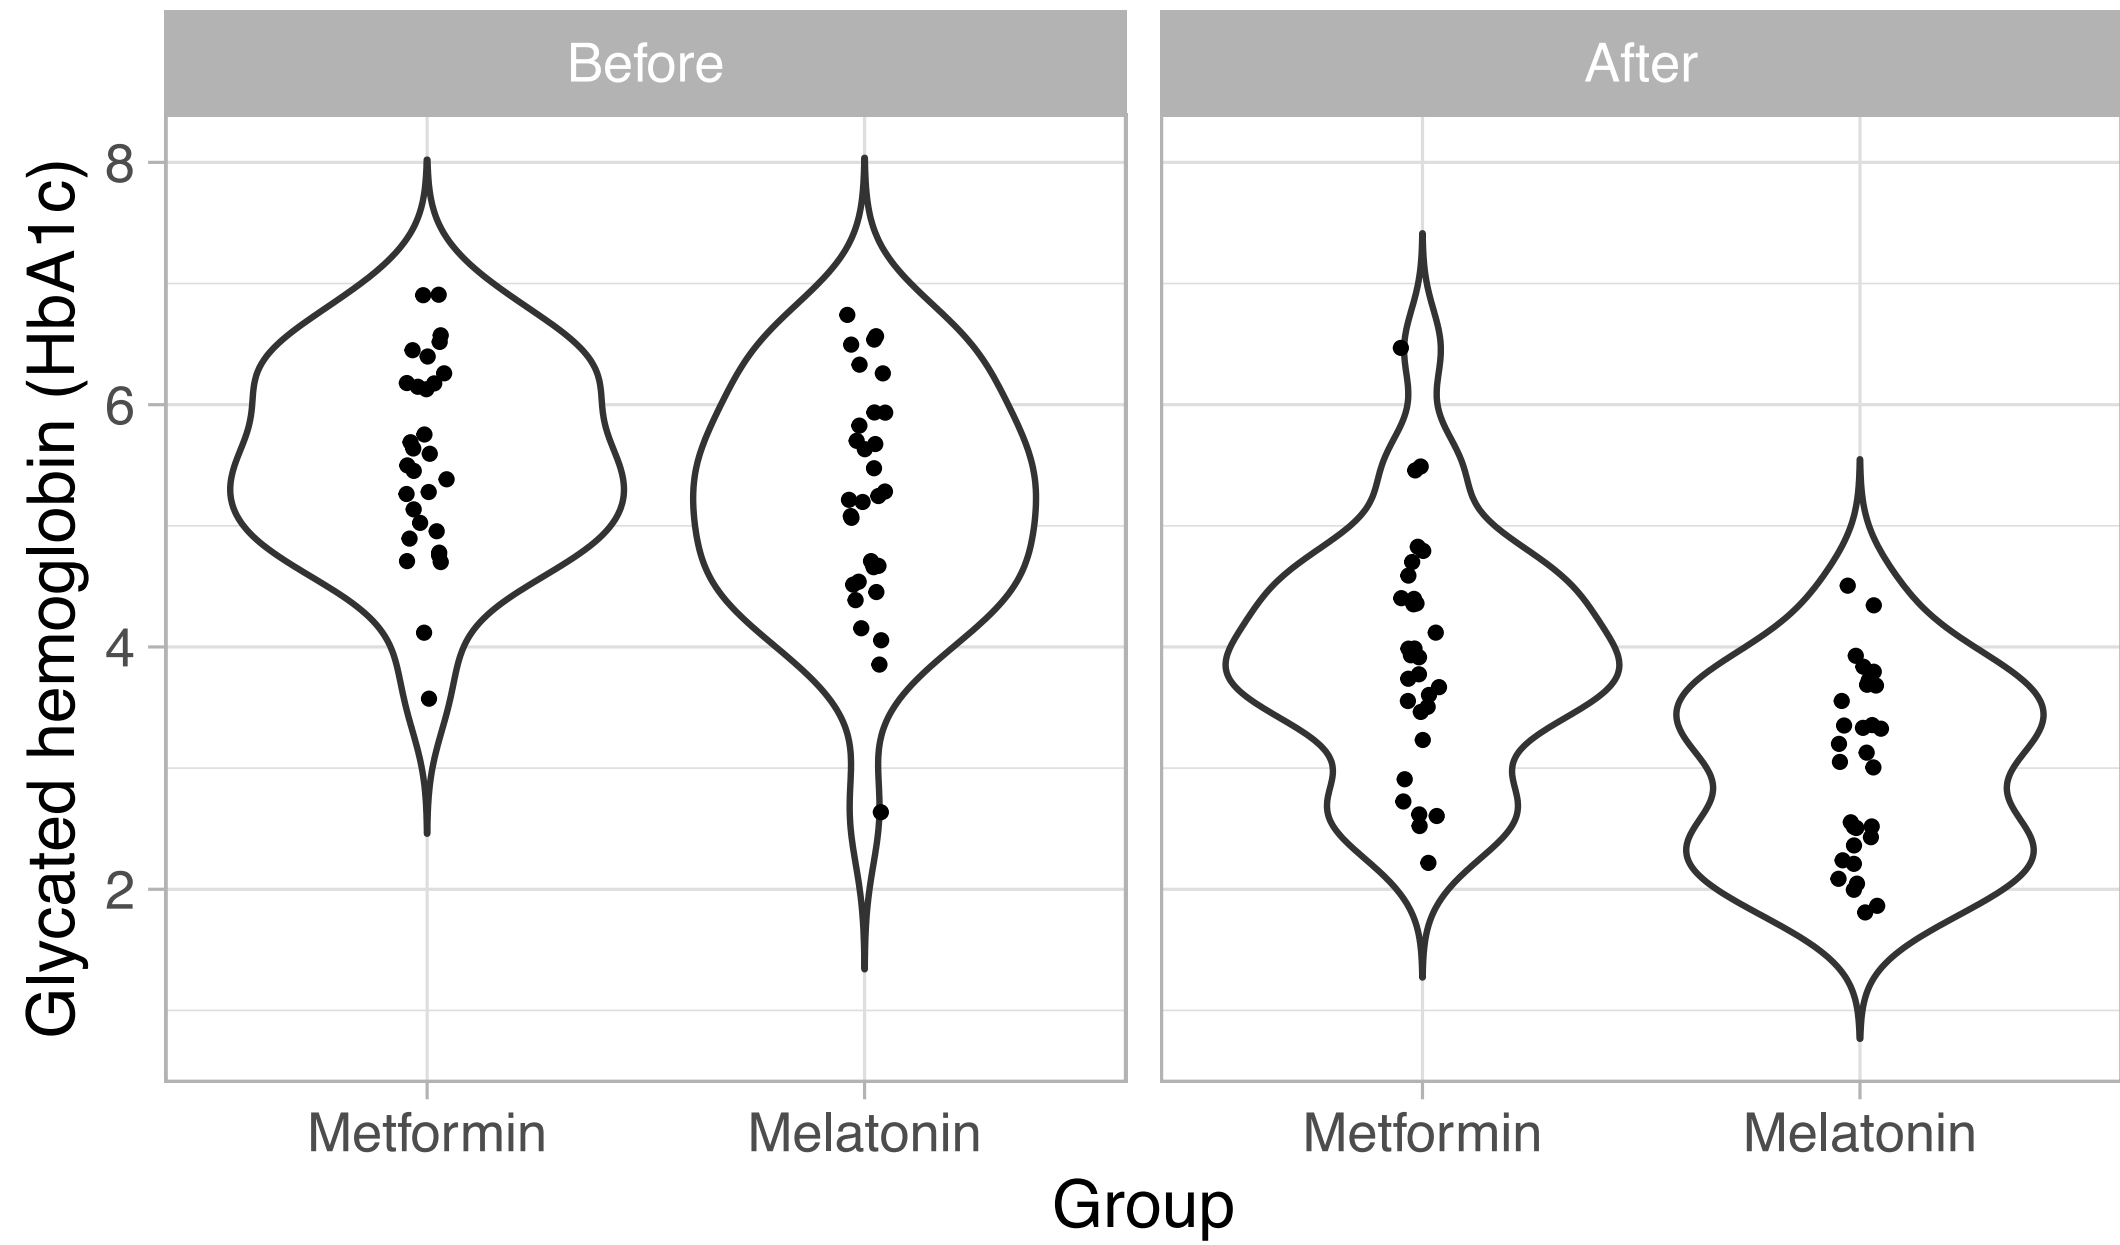 Before
After
Glycated hemoglobin (HbA1c)
8
6
4
2
Metformin
Melatonin
Metformin
Melatonin
Group